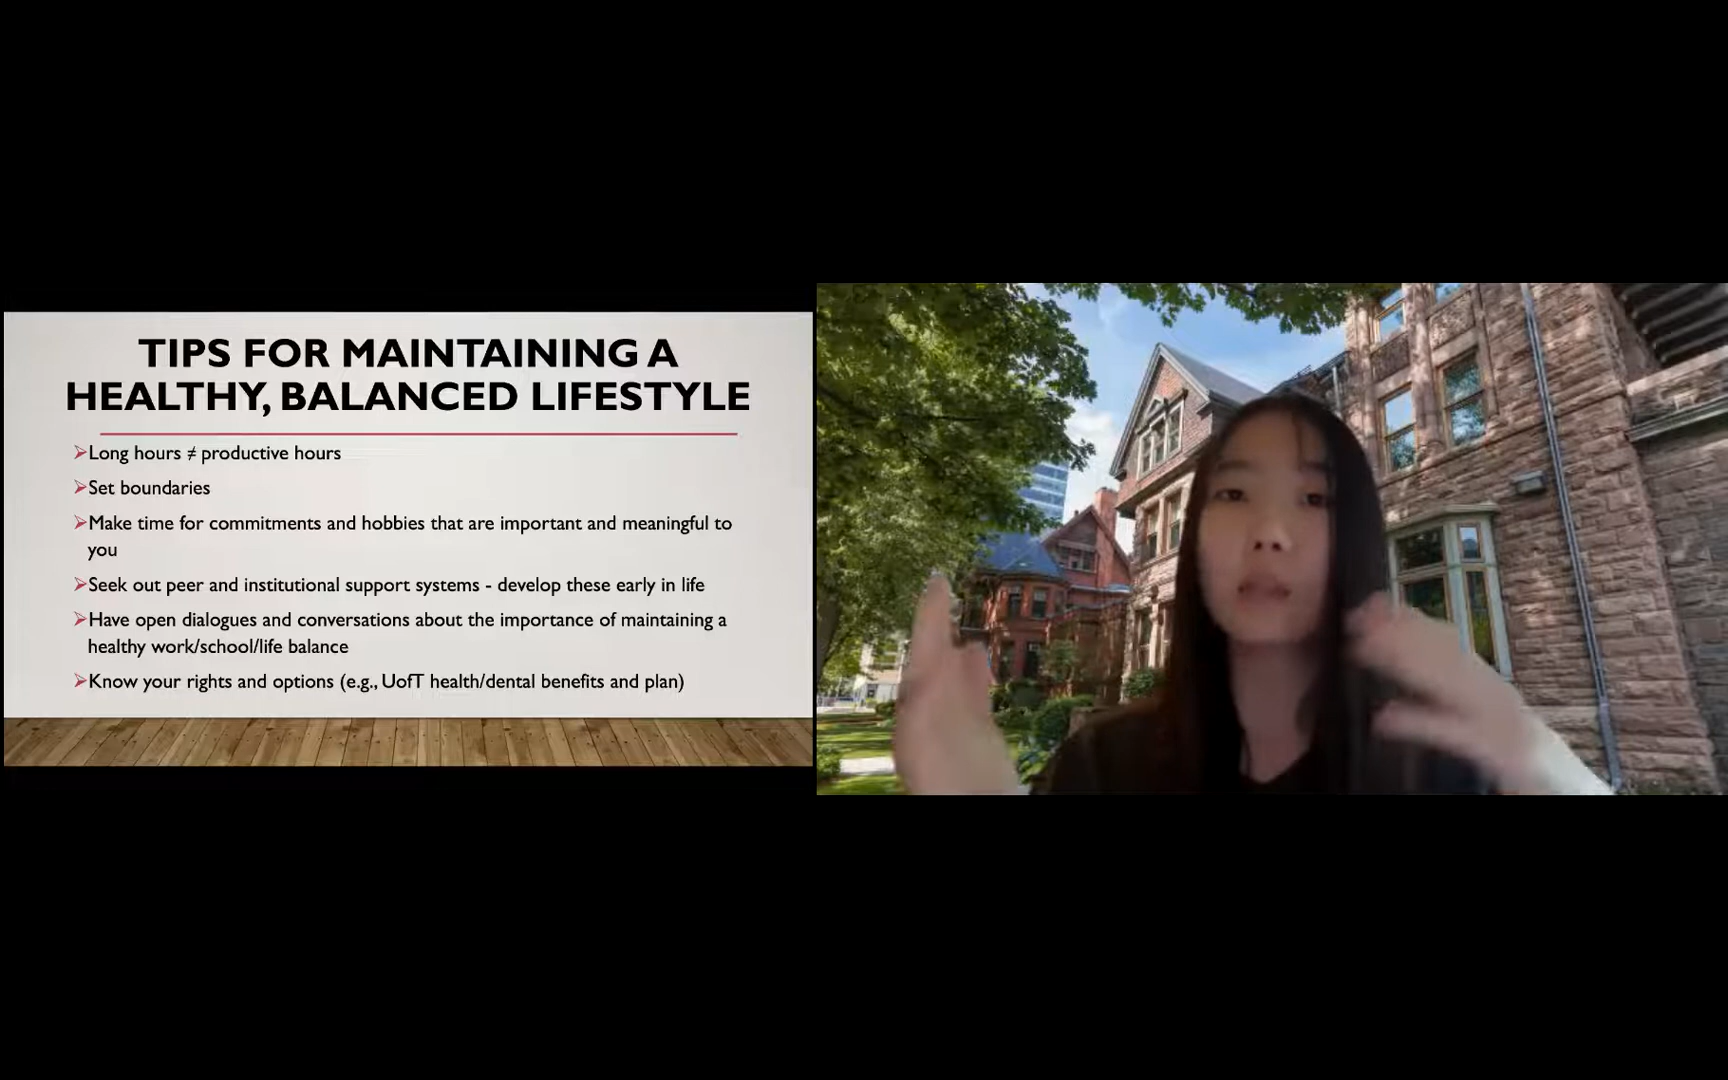 TIPS FOR MAINTAINING A
HEALTHY, BALANCED LIFESTYLE
➢Long hours ≠ productive hours
➢Set boundaries
➢Make time for commitments and hobbies that are important and meaningful to
you
➢Seek out peer and institutional support systems - develop these early in life
➢Have open dialogues and conversations about the importance of maintaining a
healthy work/school/life balance
➢Know your rights and options (e.g., UofT health/dental benefits and plan)